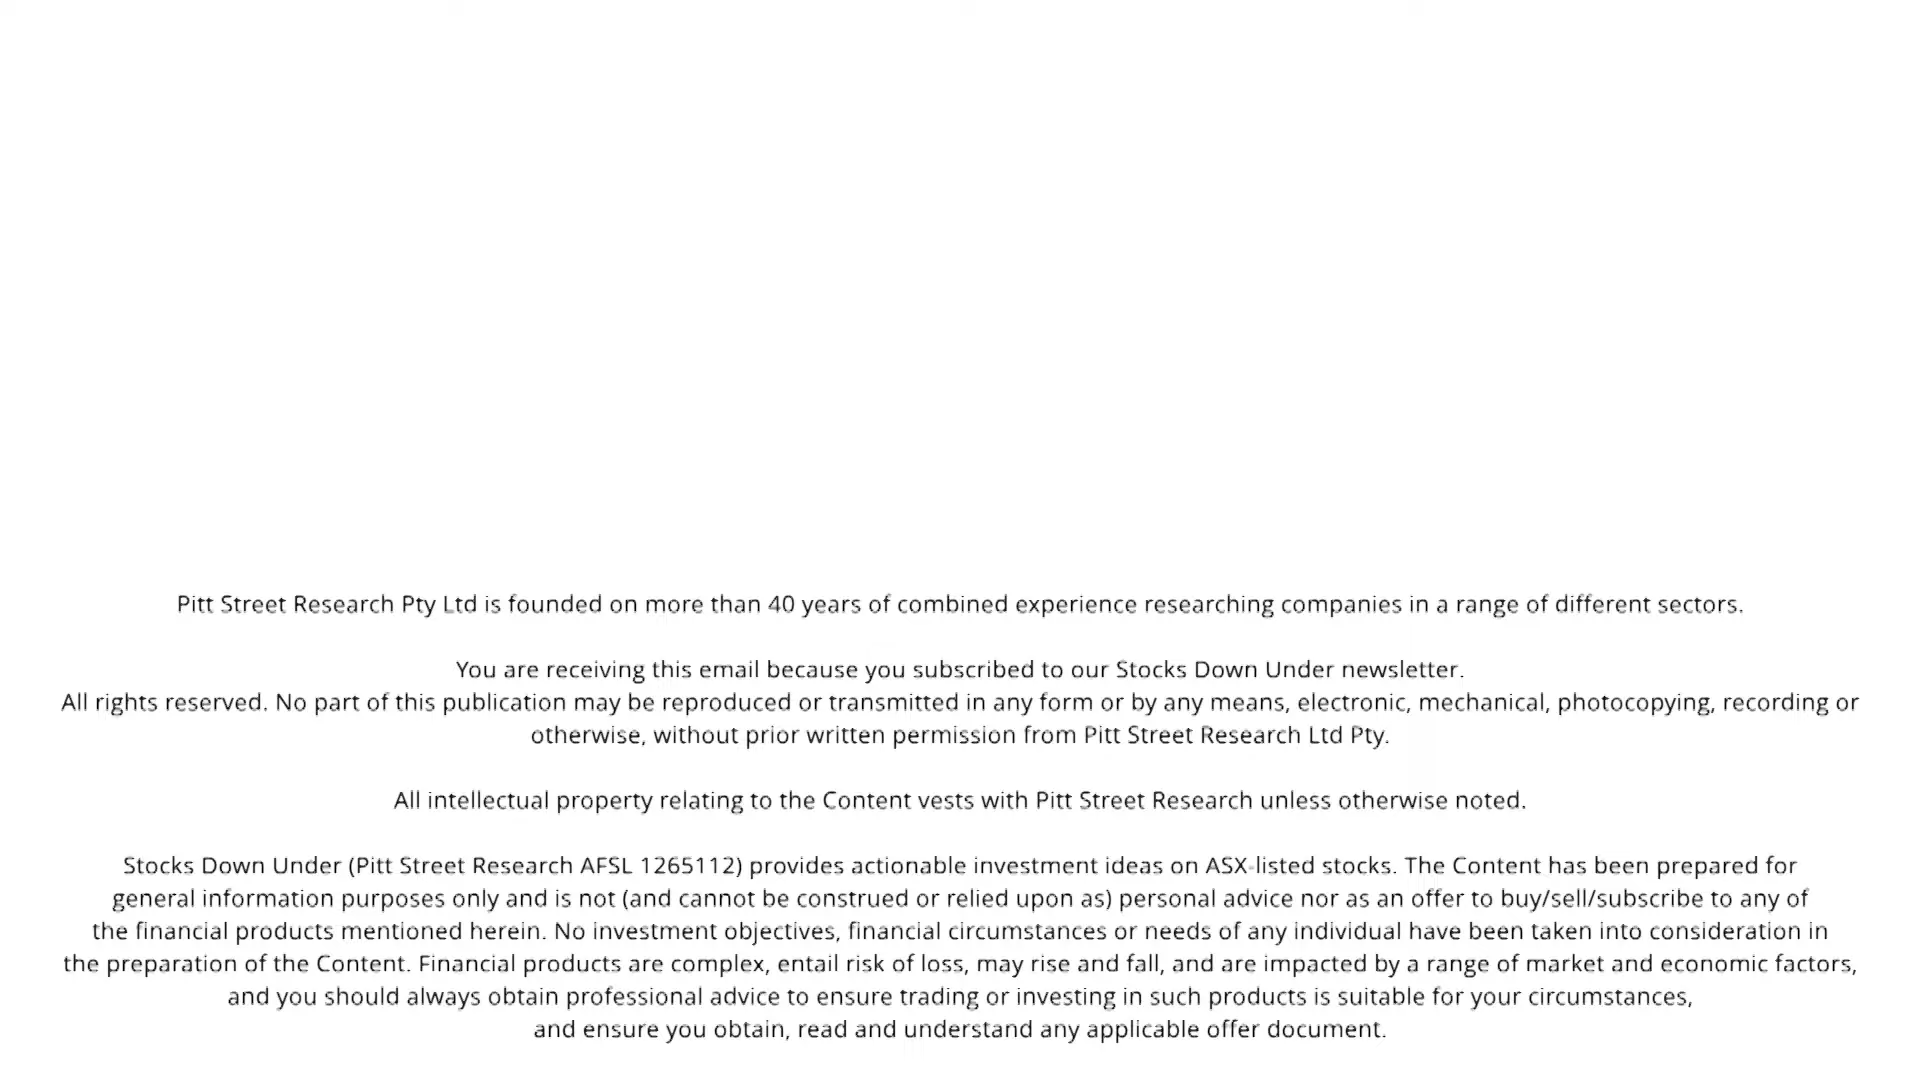 Pitt Street Research Pty Ltd is founded on more than 40 years of combined experience researching companies in a range of different sectors.
You are receiving this email because you subscribed to our Stocks Down Under newsletter.
All rights reserved. No part of this publication may be reproduced or transmitted in any form or by any means, electronic, mechanical, photocopying, recording or
otherwise, without prior written permission from Pitt Street Research Ltd Pty.
All intellectual property relating to the Content vests with Pitt Street Research unless otherwise noted.
Stocks Down Under (Pitt Street Research AFSL 1265112) provides actionable investment ideas on ASX-listed stocks. The Content has been prepared for
general information purposes only and is not (and cannot be construed or relied upon as) personal advice nor as an offer to buy/sell/subscribe to any of
the financial products mentioned herein. No investment objectives, financial circumstances or needs of any individual have been taken into consideration in
the preparation of the Content. Financial products are complex, entail risk of loss, may rise and fall, and are impacted by a range of market and economic factors,
and you should always obtain professional advice to ensure trading or investing in such products is suitable for your circumstances,
and ensure you obtain, read and understand any applicable offer document.